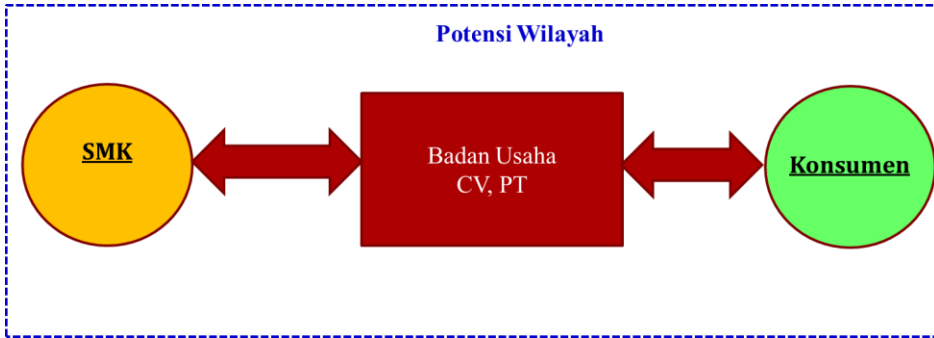 Potensi Wilayah
SMK
Badan Usaha
CV, PT
Konsumen